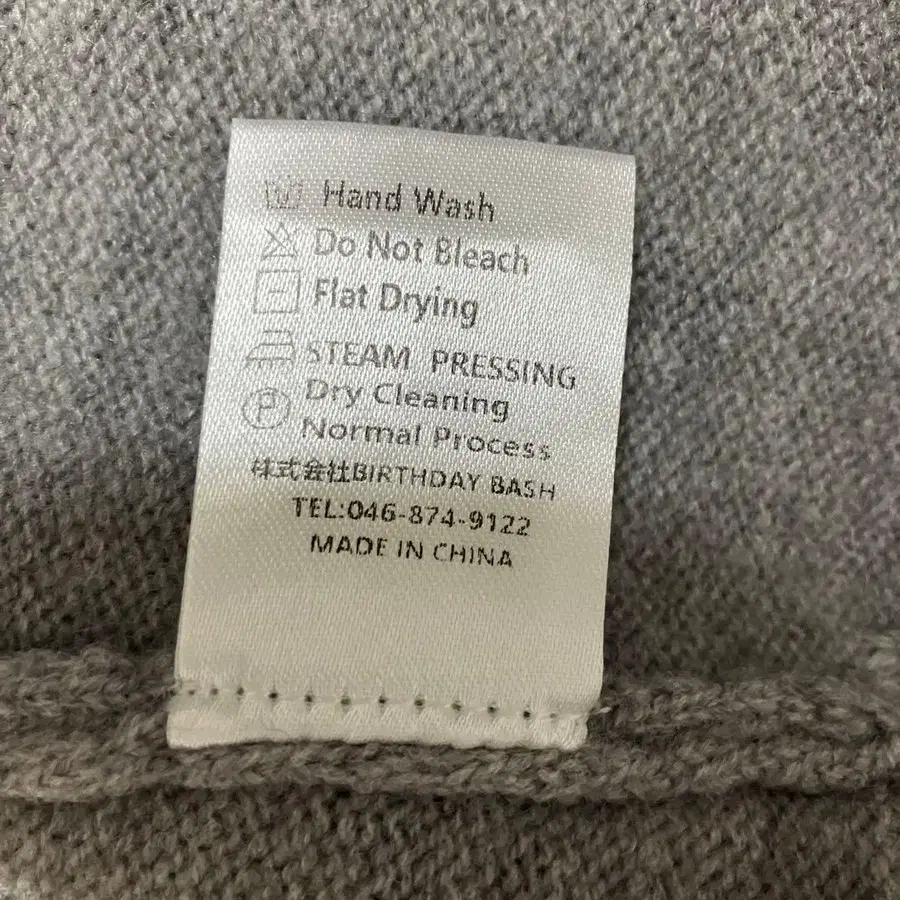 Hand Wash
Do Not Bleach
Flat Drying
STEAM PRESSING
Dry Cleaning
P Normal Process
株式会社BIRTHDAY BASH
TEL:046-874-9122
MADE IN CHINA